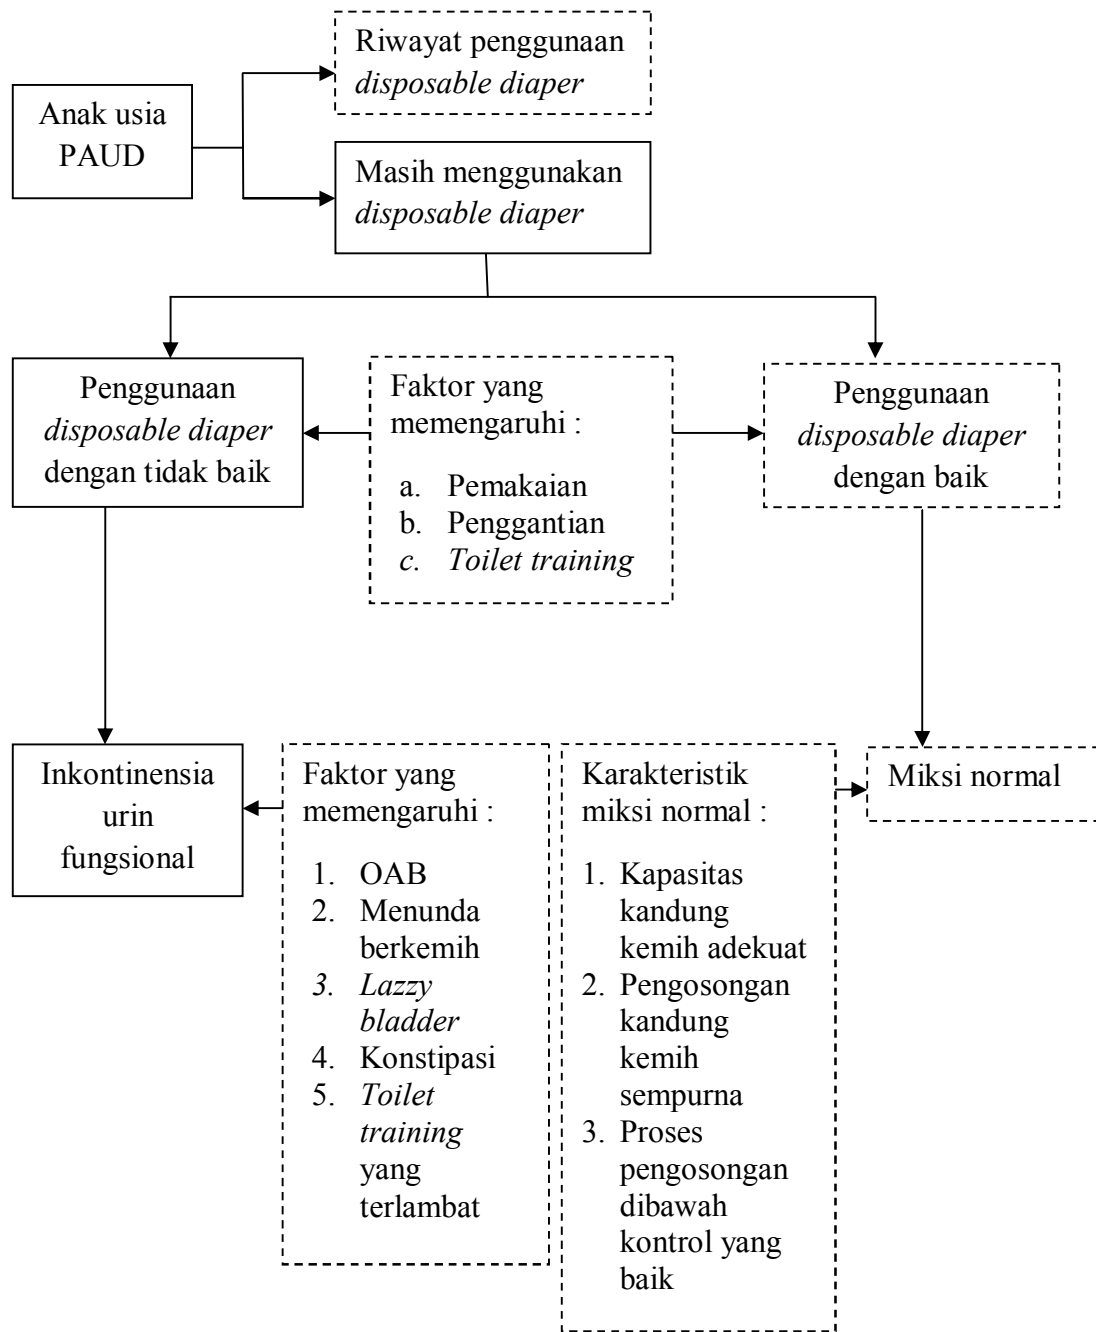 Riwayat penggunaan
disposable diaper
Anak usia
PAUD
Masih menggunakan
disposable diaper
Penggunaan
disposable diaper
dengan tidak baik
Faktor yang
memengaruhi :
a. Pemakaian
b. Penggantian
c. Toilet training
Penggunaan
disposable diaper
dengan baik
Inkontinensia
urin
fungsional
Faktor yang
memengaruhi :
1. OAB
2. Menunda
berkemih
3. Lazzy
bladder
4. Konstipasi
5. Toilet
training
yang
terlambat
Karakteristik
miksi normal :
1. Kapasitas
kandung
kemih adekuat
2. Pengosongan
kandung
kemih
sempurna
3. Proses
pengosongan
dibawah
kontrol yang
baik
Miksi normal